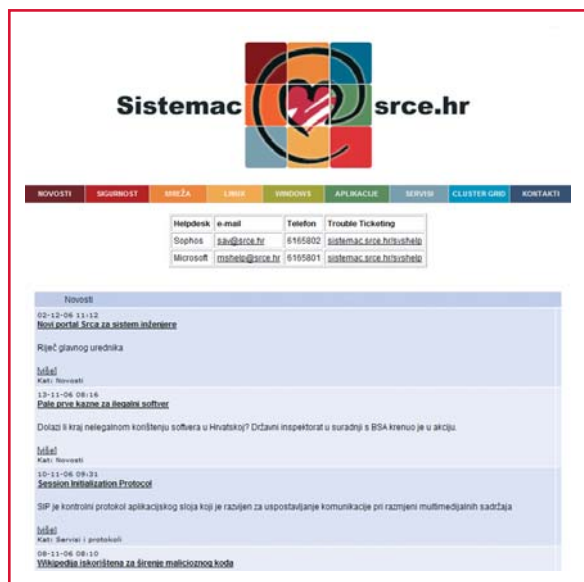 Sistemac srce.hr
NOVOSTI SIGURNOST MREŽA LINUX WINDOWS APLIKACIJE SERVISI CLUSTER GRID KONTAKTI
Helpdesk e-mail Telefon Trouble Ticketing
Sophos sav@srce.hr 6165802 sistemac.srce.hr/svshelp
Microsoft mshelp@srce.hr 6165801 sistemac.srce.hr/svshelp
Novosti
02-12-06 11:12
Novi portal Srca za sistem inženjere
Riječ glavnog urednika
[više]
Kat: Novosti
13-11-06 08:16
Pale prve kazne za ilegalni softver
Dolazi li kraj nelegalnom korištenju softvera u Hrvatskoj? Državni inspektorat u suradnji s BSA krenuo je u akciju.
[više]
Kat: Novosti
10-11-06 09:31
Session Initialization Protocol
SIP je kontrolni protokol aplikacijskog sloja koji je razvijen za uspostavljanje komunikacije pri razmjeni multimedijalnih sadržaja
[više]
Kat: Servisi i protokoli
08-11-06 08:10
Wikipedija iskorištena za širenje malicioznog koda